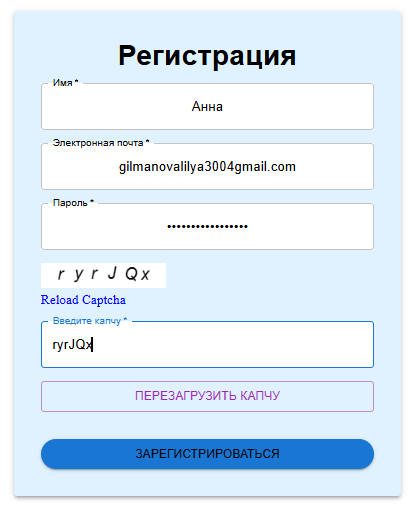 Регистрация
Имя *
Анна
Электронная почта *
gilmanovalilya3004gmail.com
Пароль *
•••••••••••••••••
r y r J Q x
Reload Captcha
Введите капчу *
ryrJQx
ПЕРЕЗАГРУЗИТЬ КАПЧУ
ЗАРЕГИСТРИРОВАТЬСЯ